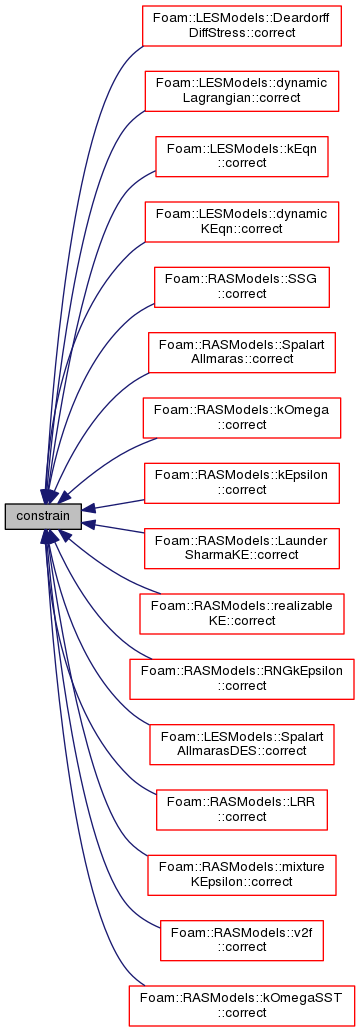 Foam::LESModels::Deardorff
DiffStress::correct
Foam::LESModels::dynamic
Lagrangian::correct
Foam::LESModels::kEqn
::correct
Foam::LESModels::dynamic
KEqn::correct
Foam::RASModels::SSG
::correct
Foam::RASModels::Spalart
Allmaras::correct
Foam::RASModels::kOmega
::correct
Foam::RASModels::kEpsilon
::correct
constrain
Foam::RASModels::Launder
SharmaKE::correct
Foam::RASModels::realizable
KE::correct
Foam::RASModels::RNGkEpsilon
::correct
Foam::LESModels::Spalart
AllmarasDES::correct
Foam::RASModels::LRR
::correct
Foam::RASModels::mixture
KEpsilon::correct
Foam::RASModels::v2f
::correct
Foam::RASModels::kOmegaSST
::correct